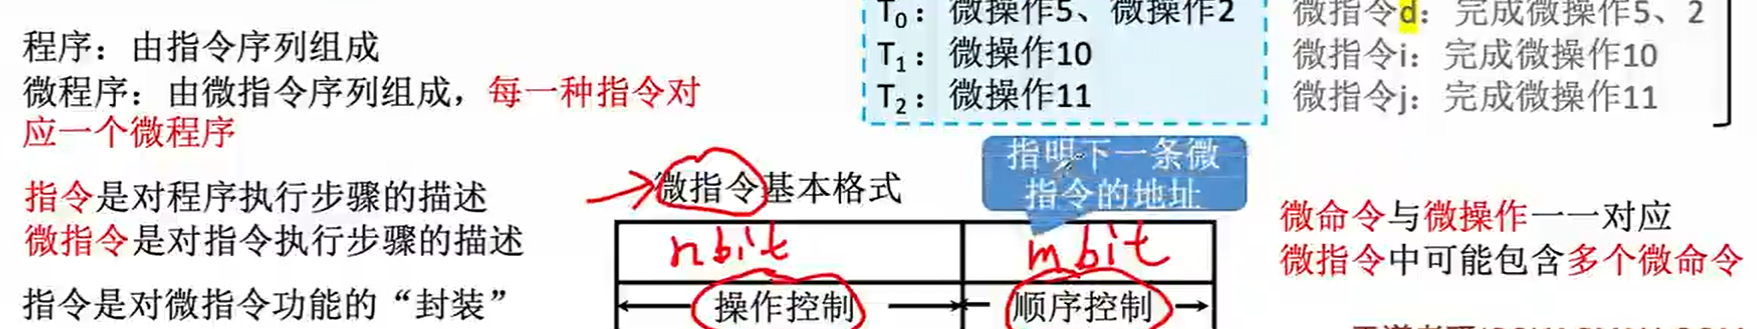 T0: 微操作5、微操作2
T1: 微操作10
T2: 微操作11
微指令d: 完成微操作5、2
微指令i: 完成微操作10
微指令j: 完成微操作11
程序: 由指令序列组成
微程序: 由微指令序列组成，每一种指令对
应一个微程序
指令是对程序执行步骤的描述
微指令是对指令执行步骤的描述
指令是对微指令功能的“封装”
指明下一条微
指令的地址
微指令基本格式
nbit mbit
操作控制 顺序控制
微命令与微操作一一对应
微指令中可能包含多个微命令